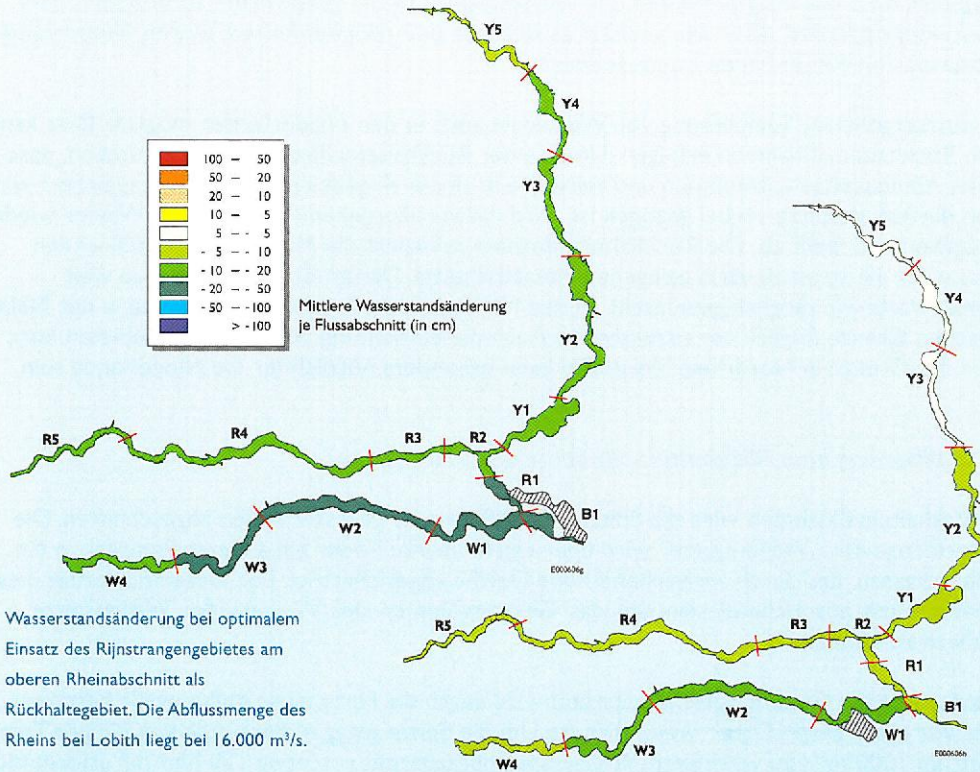 Y5
Y4
Y3
Y2
Y1
100 – 50
50 – 20
20 – 10
10 – 5
5 – 5
- 5 – -10
-10 – -20
-20 – -50
-50 – -100
> -100
Mittlere Wasserstandsänderung
je Flussabschnitt (in cm)
R5
R4
R3
R2
R1
B1
W2
W1
W4
W3
E000606g
Y5
Y4
Y3
Y2
Y1
R5
R4
R3
R2
R1
B1
W2
W1
W3
W4
E000606h
Wasserstandsänderung bei optimalem
Einsatz des Rijnstrangengebietes am
oberen Rheinabschnitt als
Rückhaltegebiet. Die Abflussmenge des
Rheins bei Lobith liegt bei 16.000 m³/s.